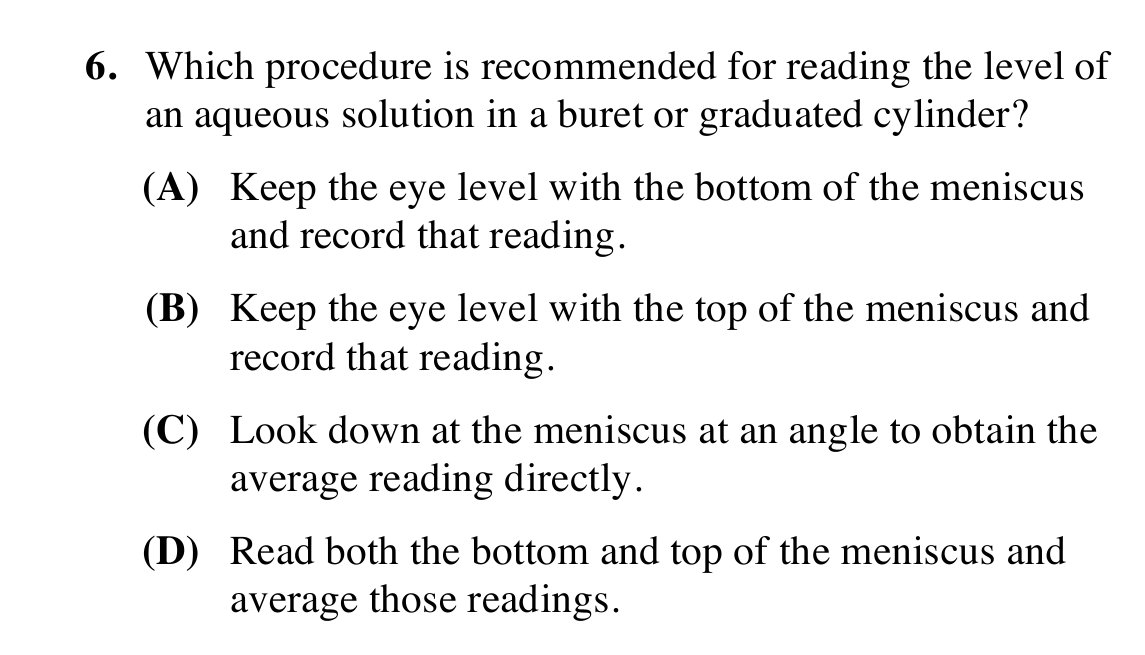 6. Which procedure is recommended for reading the level of
an aqueous solution in a buret or graduated cylinder?
(A) Keep the eye level with the bottom of the meniscus
and record that reading.
(B) Keep the eye level with the top of the meniscus and
record that reading.
(C) Look down at the meniscus at an angle to obtain the
average reading directly.
(D) Read both the bottom and top of the meniscus and
average those readings.